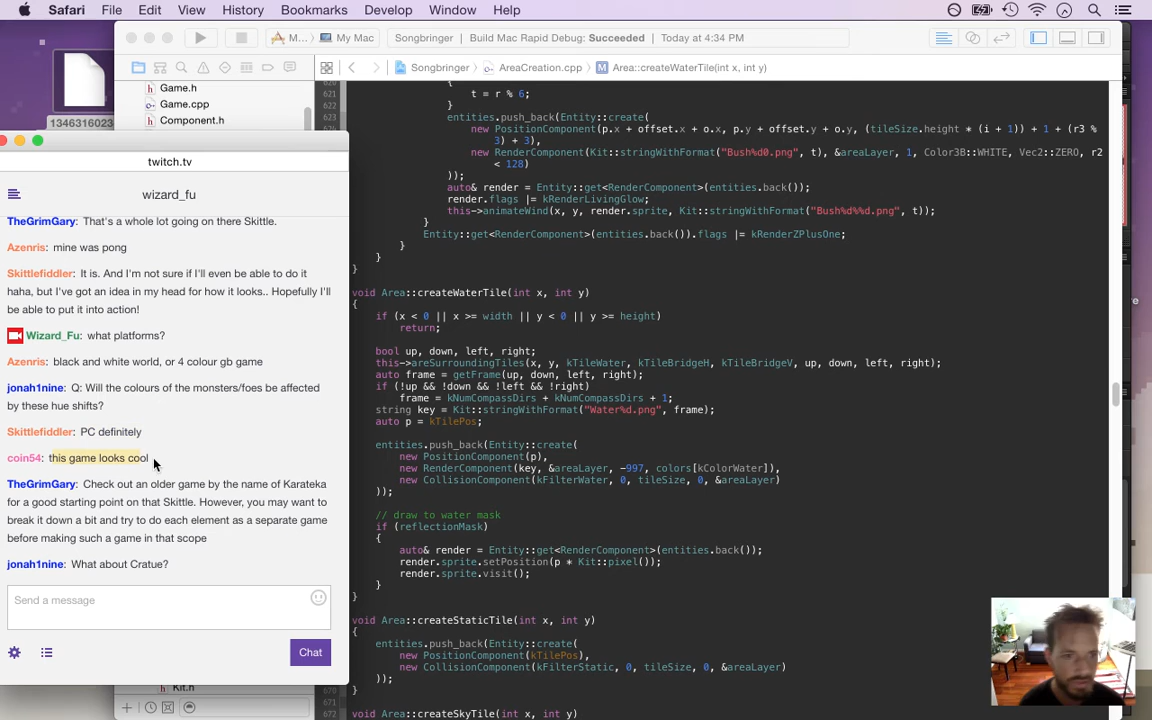 Safari File Edit View History Bookmarks Develop Window Help
M... My Mac Songbringer | Build Mac Rapid Debug: Succeeded | Today at 4:34 PM
Songbringer AreaCreation.cpp M Area::createWaterTile(int x, int y)
Game.h
Game.cpp
Component.h
1346316023
twitch.tv
wizard_fu
TheGrimGary: That's a whole lot going on there Skittle.
Azenris: mine was pong
Skittlefiddler: It is. And I'm not sure if I'll even be able to do it
haha, but I've got an idea in my head for how it looks.. Hopefully I'll
be able to put it into action!
Wizard_Fu: what platforms?
Azenris: black and white world, or 4 colour gb game
jonah1nine: Q: Will the colours of the monsters/foes be affected
by these hue shifts?
Skittlefiddler: PC definitely
coin54: this game looks cool
TheGrimGary: Check out an older game by the name of Karateka
for a good starting point on that Skittle. However, you may want to
break it down a bit and try to do each element as a separate game
before making such a game in that scope
jonah1nine: What about Cratue?
Send a message
Chat
Kit.h
620 {
621 t = r % 6;
622 }
623 entities.push_back(Entity::create(
new PositionComponent(p.x + offset.x + o.x, p.y + offset.y + o.y, (tileSize.height * (i + 1)) + 1 + (r3 %
3) + 3),
new RenderComponent(Kit::stringWithFormat("Bush%d0.png", t), &areaLayer, 1, Color3B::WHITE, Vec2::ZERO, r2
< 128)
));
auto& render = Entity::get<RenderComponent>(entities.back());
render.flags |= kRenderLivingGlow;
this->animateWind(x, y, render.sprite, Kit::stringWithFormat("Bush%d%%d.png", t));
}
Entity::get<RenderComponent>(entities.back()).flags |= kRenderZPlusOne;
}
}
}
void Area::createWaterTile(int x, int y)
{
if (x < 0 || x >= width || y < 0 || y >= height)
return;
bool up, down, left, right;
this->areSurroundingTiles(x, y, kTileWater, kTileBridgeH, kTileBridgeV, up, down, left, right);
auto frame = getFrame(up, down, left, right);
if (!up && !down && !left && !right)
frame = kNumCompassDirs + kNumCompassDirs + 1;
string key = Kit::stringWithFormat("Water%d.png", frame);
auto p = kTilePos;
entities.push_back(Entity::create(
new PositionComponent(p),
new RenderComponent(key, &areaLayer, -997, colors[kColorWater]),
new CollisionComponent(kFilterWater, 0, tileSize, 0, &areaLayer)
));
// draw to water mask
if (reflectionMask)
{
auto& render = Entity::get<RenderComponent>(entities.back());
render.sprite.setPosition(p * Kit::pixel());
render.sprite.visit();
}
}
void Area::createStaticTile(int x, int y)
{
entities.push_back(Entity::create(
new PositionComponent(kTilePos),
new CollisionComponent(kFilterStatic, 0, tileSize, 0, &areaLayer)
));
670 }
671
672 void Area::createSkyTile(int x, int y)